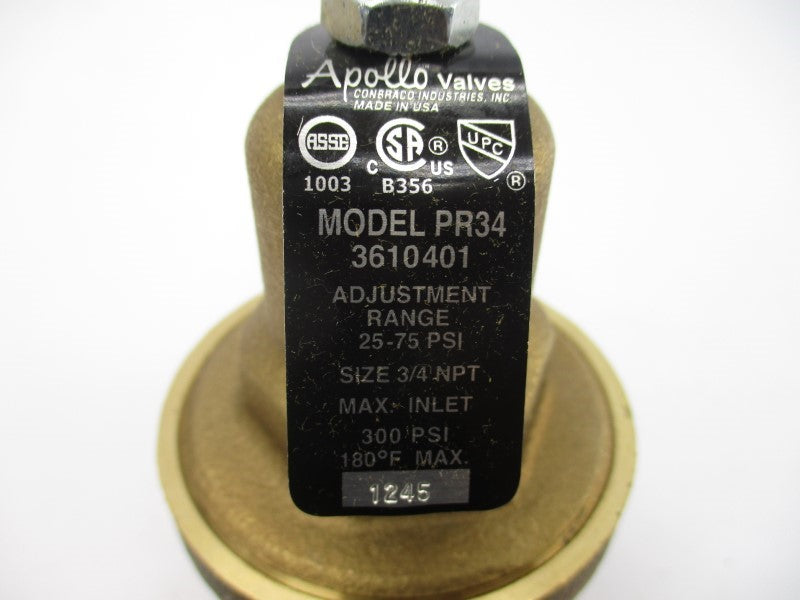 Apollo Valves
CONBRACO INDUSTRIES, INC
MADE IN USA
ASSE C SA ® US UPC
1003 B356 ®
MODEL PR34
3610401
ADJUSTMENT
RANGE
25-75 PSI
SIZE 3/4 NPT
MAX. INLET
300 PSI
180°F MAX.
1245